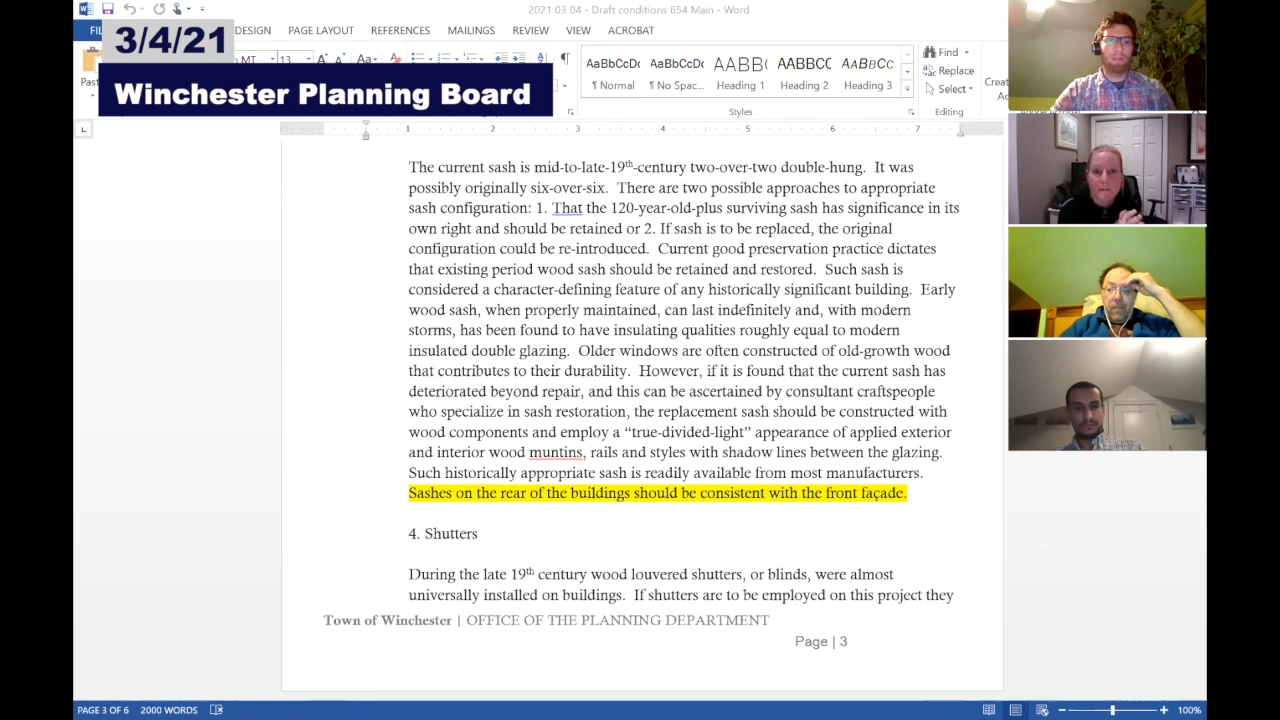 2021 03 04 - Draft conditions 654 Main - Word
3/4/21
DESIGN PAGE LAYOUT REFERENCES MAILINGS REVIEW VIEW ACROBAT
Winchester Planning Board
MT 13
Past
AaBbCcDc AaBbCcDc AABB( AABBCC AABBCC
¶ Normal ¶ No Spac... Heading 1 Heading 2 Heading 3
Find
Replace
Select
Styles
Editing
1 2 3 4 5 6 7
The current sash is mid-to-late-19th-century two-over-two double-hung. It was
possibly originally six-over-six. There are two possible approaches to appropriate
sash configuration: 1. That the 120-year-old-plus surviving sash has significance in its
own right and should be retained or 2. If sash is to be replaced, the original
configuration could be re-introduced. Current good preservation practice dictates
that existing period wood sash should be retained and restored. Such sash is
considered a character-defining feature of any historically significant building. Early
wood sash, when properly maintained, can last indefinitely and, with modern
storms, has been found to have insulating qualities roughly equal to modern
insulated double glazing. Older windows are often constructed of old-growth wood
that contributes to their durability. However, if it is found that the current sash has
deteriorated beyond repair, and this can be ascertained by consultant craftspeople
who specialize in sash restoration, the replacement sash should be constructed with
wood components and employ a “true-divided-light” appearance of applied exterior
and interior wood muntins, rails and styles with shadow lines between the glazing.
Such historically appropriate sash is readily available from most manufacturers.
Sashes on the rear of the buildings should be consistent with the front façade.
4. Shutters
During the late 19th century wood louvered shutters, or blinds, were almost
universally installed on buildings. If shutters are to be employed on this project they
Town of Winchester | OFFICE OF THE PLANNING DEPARTMENT
Page | 3
PAGE 3 OF 6 2000 WORDS
100%